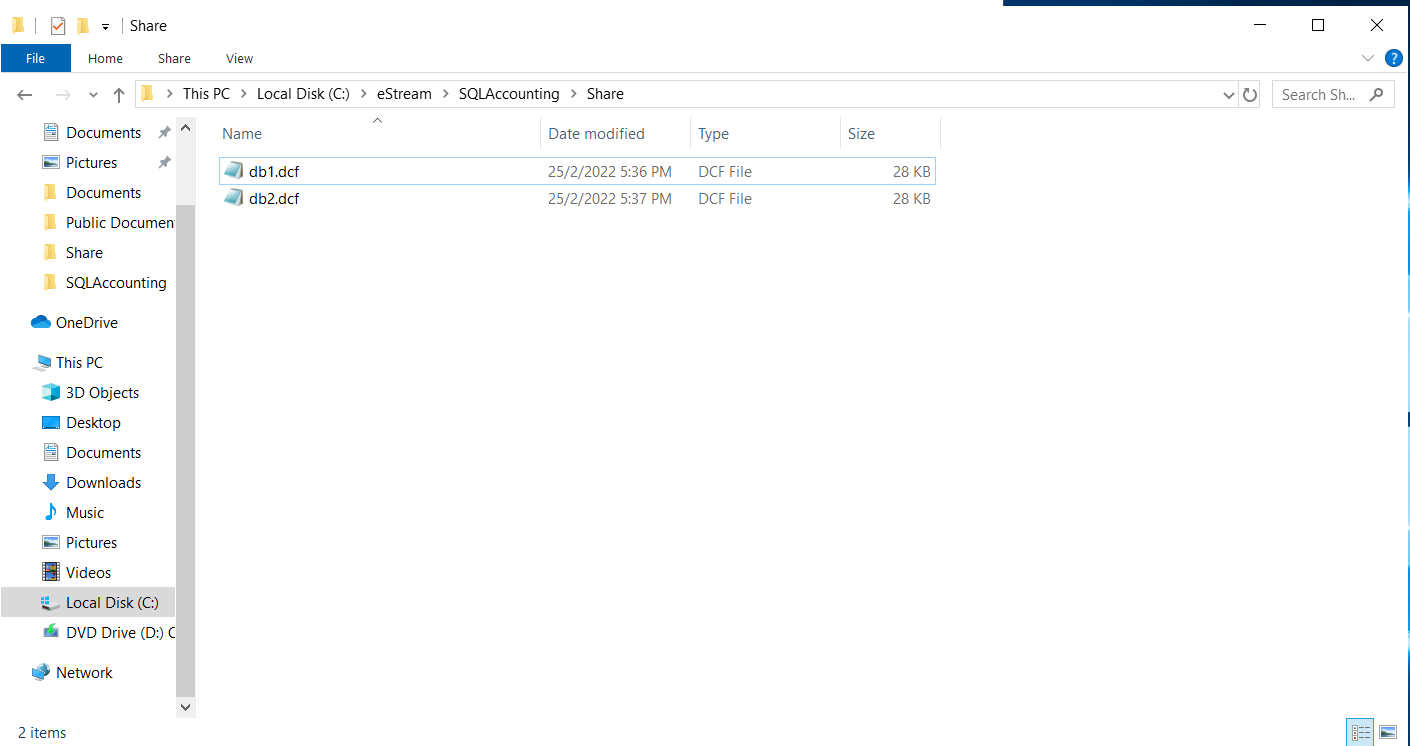 Share
File Home Share View
This PC Local Disk (C:) eStream SQLAccounting Share
Search Sh...
Name Date modified Type Size
db1.dcf 25/2/2022 5:36 PM DCF File 28 KB
db2.dcf 25/2/2022 5:37 PM DCF File 28 KB
Documents
Pictures
Documents
Public Documen
Share
SQLAccounting
OneDrive
This PC
3D Objects
Desktop
Documents
Downloads
Music
Pictures
Videos
Local Disk (C:)
DVD Drive (D:) C
Network
2 items